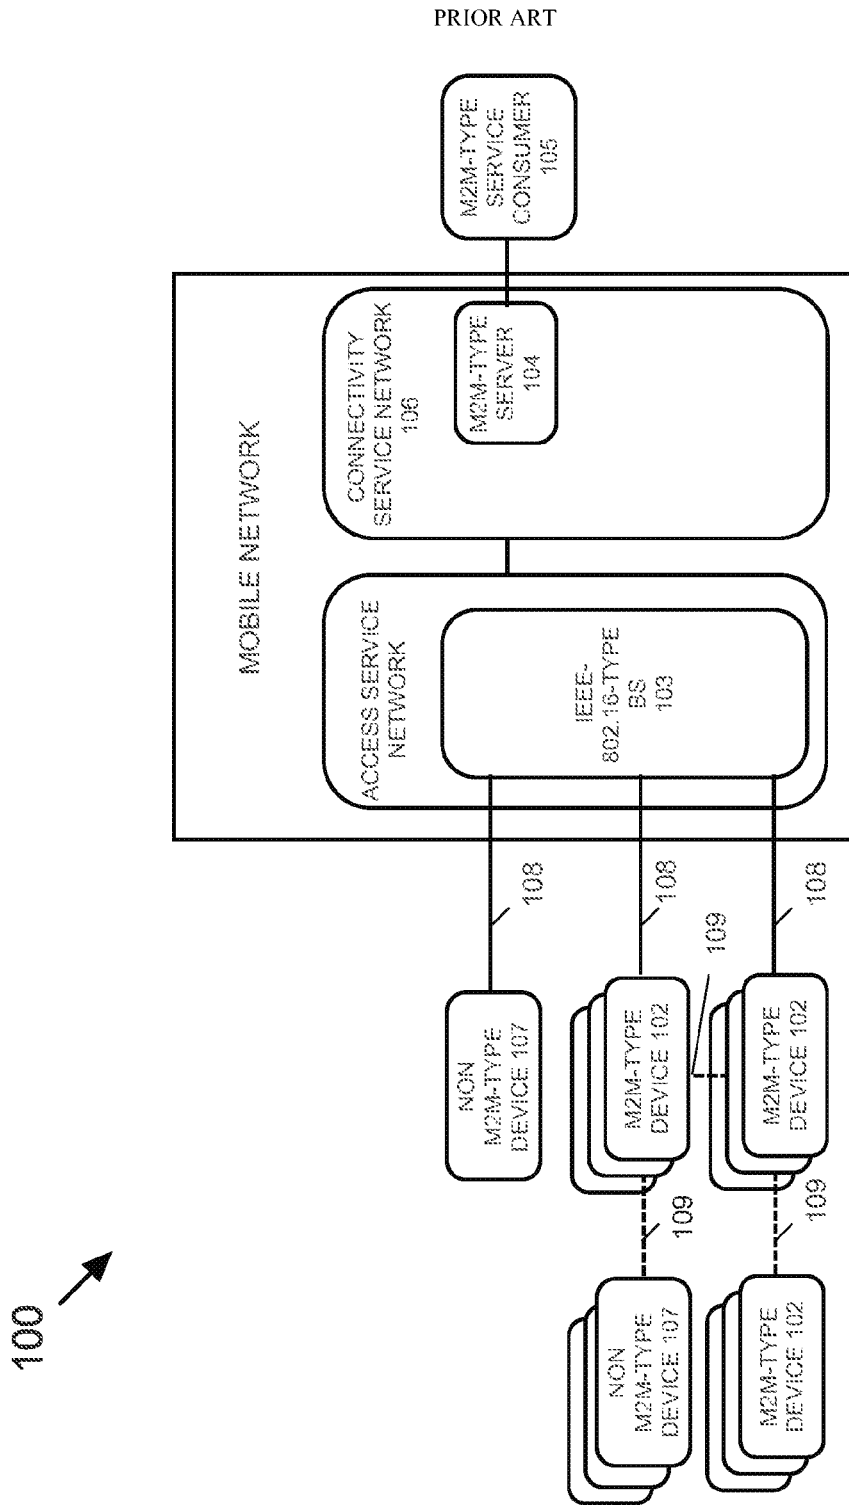 PRIOR ART
100
MOBILE NETWORK
ACCESS SERVICE
NETWORK
IEEE-
802.16-TYPE
BS
103
CONNECTIVITY
SERVICE NETWORK
106
M2M-TYPE
SERVER
104
M2M-TYPE
SERVICE
CONSUMER
105
NON
M2M-TYPE
DEVICE 107
108
M2M-TYPE
DEVICE 102
108
109
M2M-TYPE
DEVICE 102
108
NON
M2M-TYPE
DEVICE 107
109
M2M-TYPE
DEVICE 102
109